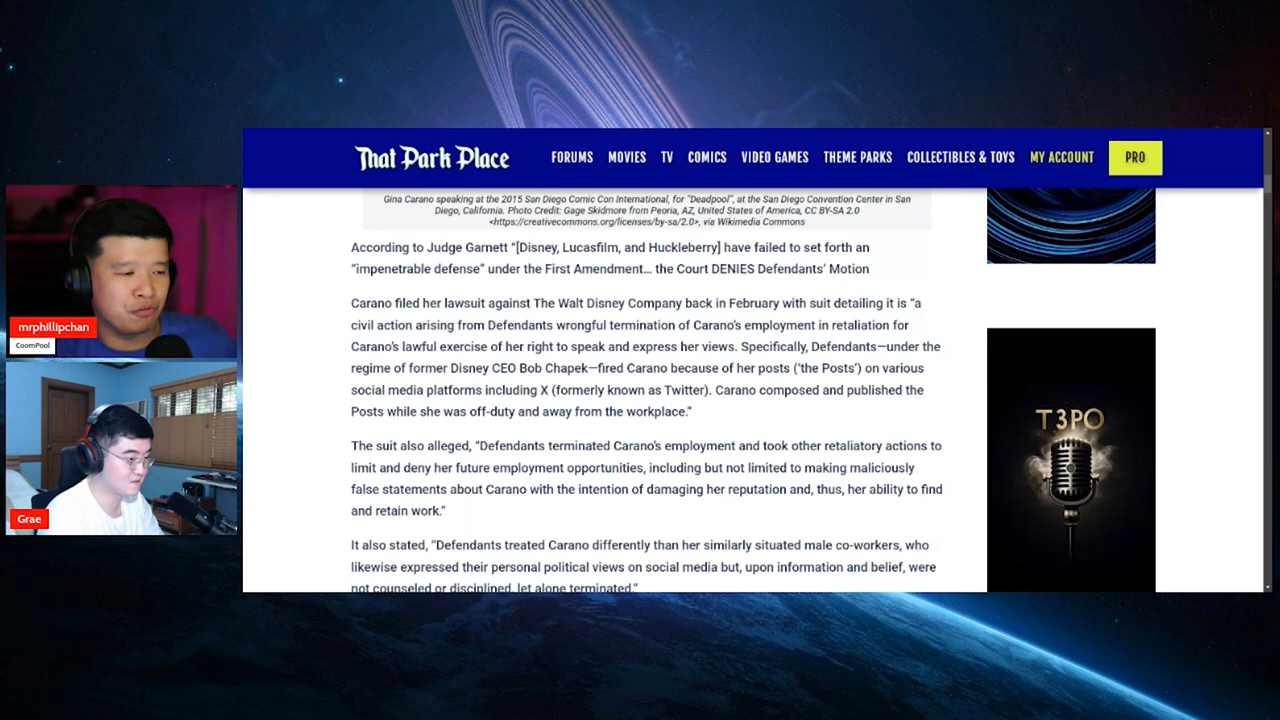 That Park Place
FORUMS MOVIES TV COMICS VIDEO GAMES THEME PARKS COLLECTIBLES & TOYS MY ACCOUNT PRO
Gina Carano speaking at the 2015 San Diego Comic Con International, for "Deadpool", at the San Diego Convention Center in San
Diego, California. Photo Credit: Gage Skidmore from Peoria, AZ, United States of America, CC BY-SA 2.0
<https://creativecommons.org/licenses/by-sa/2.0>, via Wikimedia Commons
According to Judge Garnett “[Disney, Lucasfilm, and Huckleberry] have failed to set forth an
“impenetrable defense” under the First Amendment… the Court DENIES Defendants’ Motion
Carano filed her lawsuit against The Walt Disney Company back in February with suit detailing it is “a
civil action arising from Defendants wrongful termination of Carano’s employment in retaliation for
Carano’s lawful exercise of her right to speak and express her views. Specifically, Defendants—under the
regime of former Disney CEO Bob Chapek—fired Carano because of her posts (‘the Posts’) on various
social media platforms including X (formerly known as Twitter). Carano composed and published the
Posts while she was off-duty and away from the workplace.”
The suit also alleged, “Defendants terminated Carano’s employment and took other retaliatory actions to
limit and deny her future employment opportunities, including but not limited to making maliciously
false statements about Carano with the intention of damaging her reputation and, thus, her ability to find
and retain work.”
It also stated, “Defendants treated Carano differently than her similarly situated male co-workers, who
likewise expressed their personal political views on social media but, upon information and belief, were
not counseled or disciplined, let alone terminated.”
T3PO
mrphillipchan
CoomPool
Grae